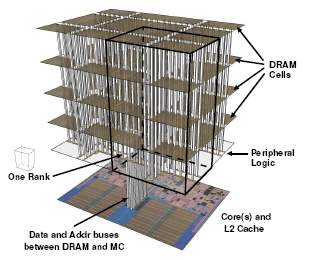 DRAM
Cells
Peripheral
Logic
One Rank
Core(s) and
L2 Cache
Data and Addr buses
between DRAM and MC